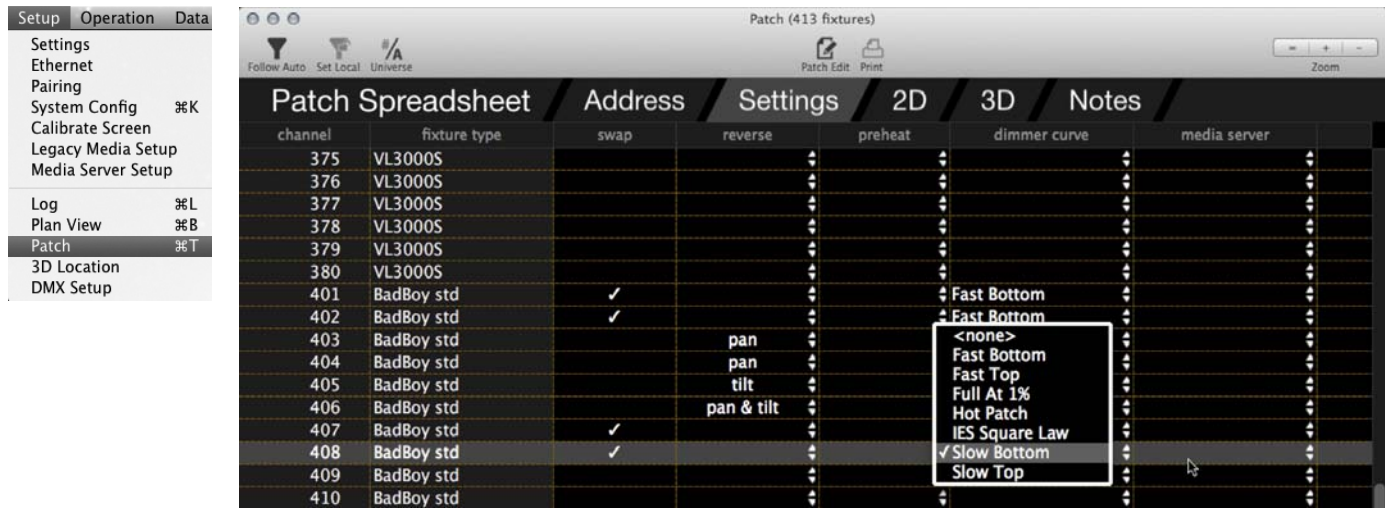 Setup Operation Data
Settings
Ethernet
Pairing
System Config ⌘K
Calibrate Screen
Legacy Media Setup
Media Server Setup
Log ⌘L
Plan View ⌘B
Patch ⌘T
3D Location
DMX Setup
Patch (413 fixtures)
Follow Auto Set Local Universe Patch Edit Print Zoom
#/A
= + -
Patch Spreadsheet Address Settings 2D 3D Notes
channel fixture type swap reverse preheat dimmer curve media server
375 VL3000S
376 VL3000S
377 VL3000S
378 VL3000S
379 VL3000S
380 VL3000S
401 BadBoy std ✓ Fast Bottom
402 BadBoy std ✓ Fast Bottom
403 BadBoy std pan
404 BadBoy std pan
405 BadBoy std tilt
406 BadBoy std pan & tilt
407 BadBoy std ✓
408 BadBoy std ✓
409 BadBoy std
410 BadBoy std
<none>
Fast Bottom
Fast Top
Full At 1%
Hot Patch
IES Square Law
✓ Slow Bottom
Slow Top